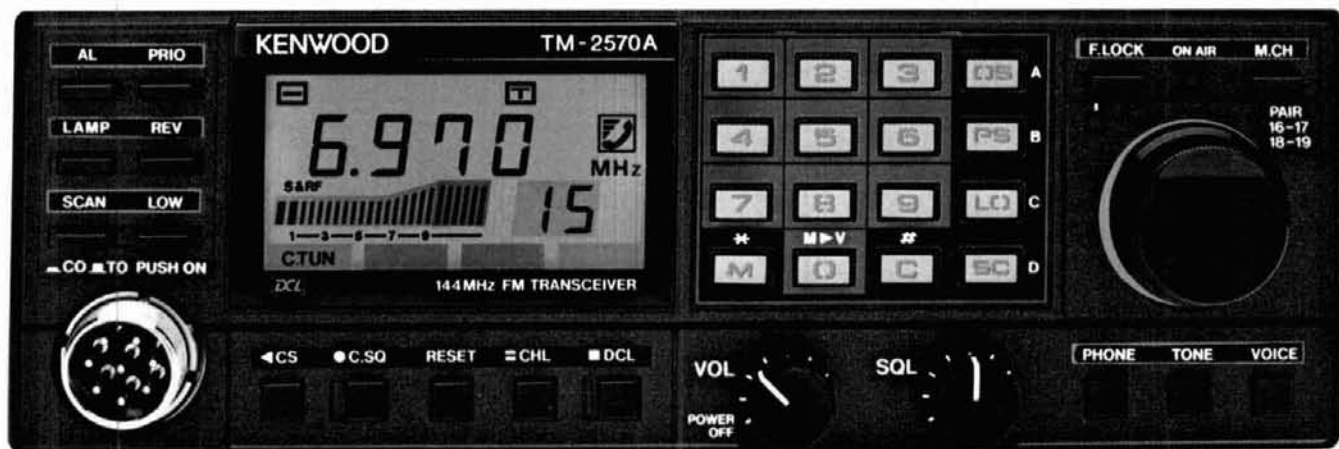 AL PRIO
LAMP REV
SCAN LOW
CO TO PUSH ON
KENWOOD TM-2570A
T
6.970
MHz
S&RF
15
1-3-5-7-9
C.TUN
DCL 144MHz FM TRANSCEIVER
◀CS ●C.SQ RESET CHL ■DCL
1 2 3 OS A
4 5 6 PS B
7 8 9 LO C
* M▶V #
M 0 C SC D
VOL SQL
POWER
OFF
F.LOCK ON AIR M.CH
PAIR
16-17
18-19
PHONE TONE VOICE